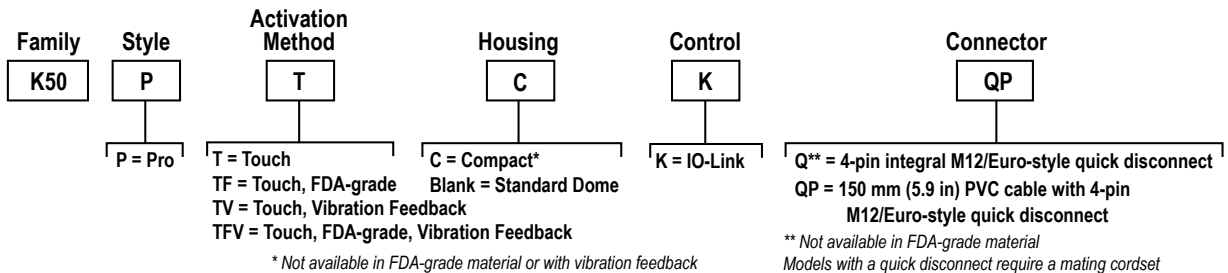 Family
Style
Activation
Method
Housing
Control
Connector
K50
P
T
C
K
QP
P = Pro
T = Touch
TF = Touch, FDA-grade
TV = Touch, Vibration Feedback
TFV = Touch, FDA-grade, Vibration Feedback
C = Compact*
Blank = Standard Dome
* Not available in FDA-grade material or with vibration feedback
K = IO-Link
Q** = 4-pin integral M12/Euro-style quick disconnect
QP = 150 mm (5.9 in) PVC cable with 4-pin
M12/Euro-style quick disconnect
** Not available in FDA-grade material
Models with a quick disconnect require a mating cordset